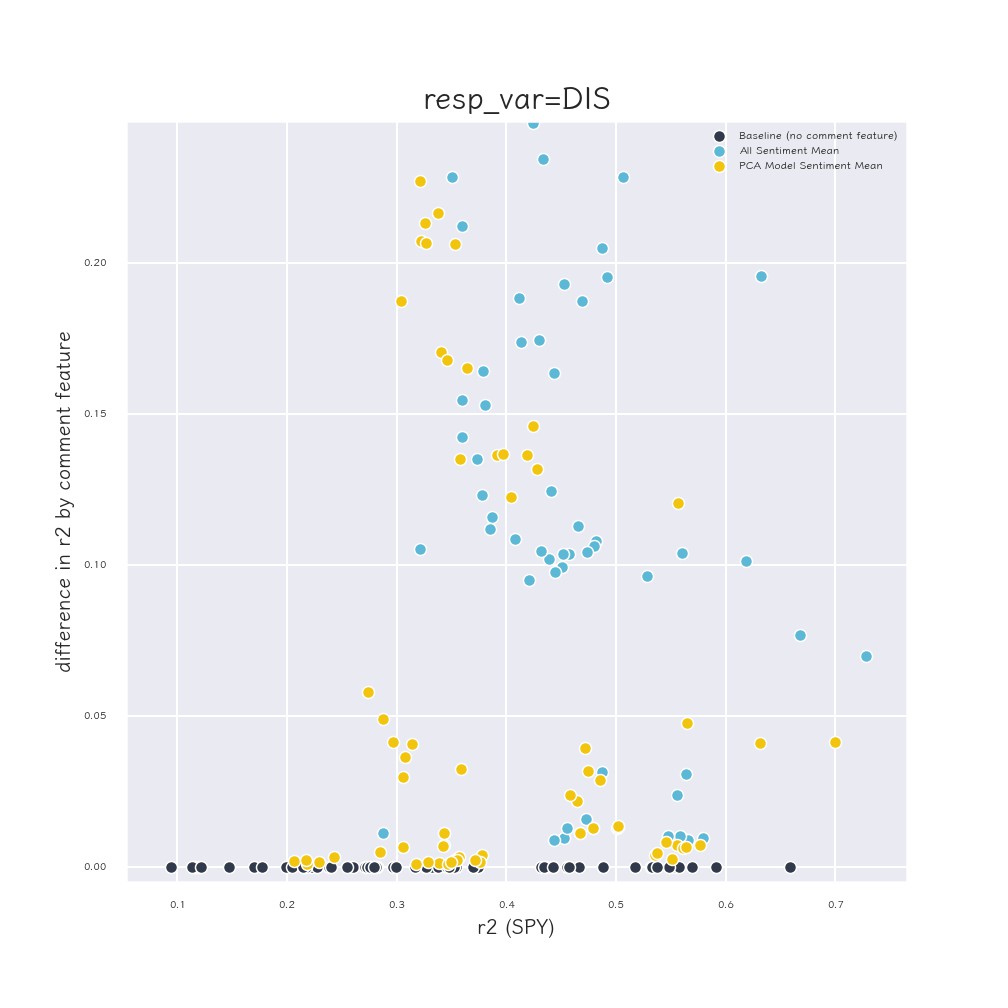 resp_var=DIS
Baseline (no comment feature)
All Sentiment Mean
PCA Model Sentiment Mean
difference in r2 by comment feature
0.20
0.15
0.10
0.05
0.00
0.1 0.2 0.3 0.4 0.5 0.6 0.7
r2 (SPY)